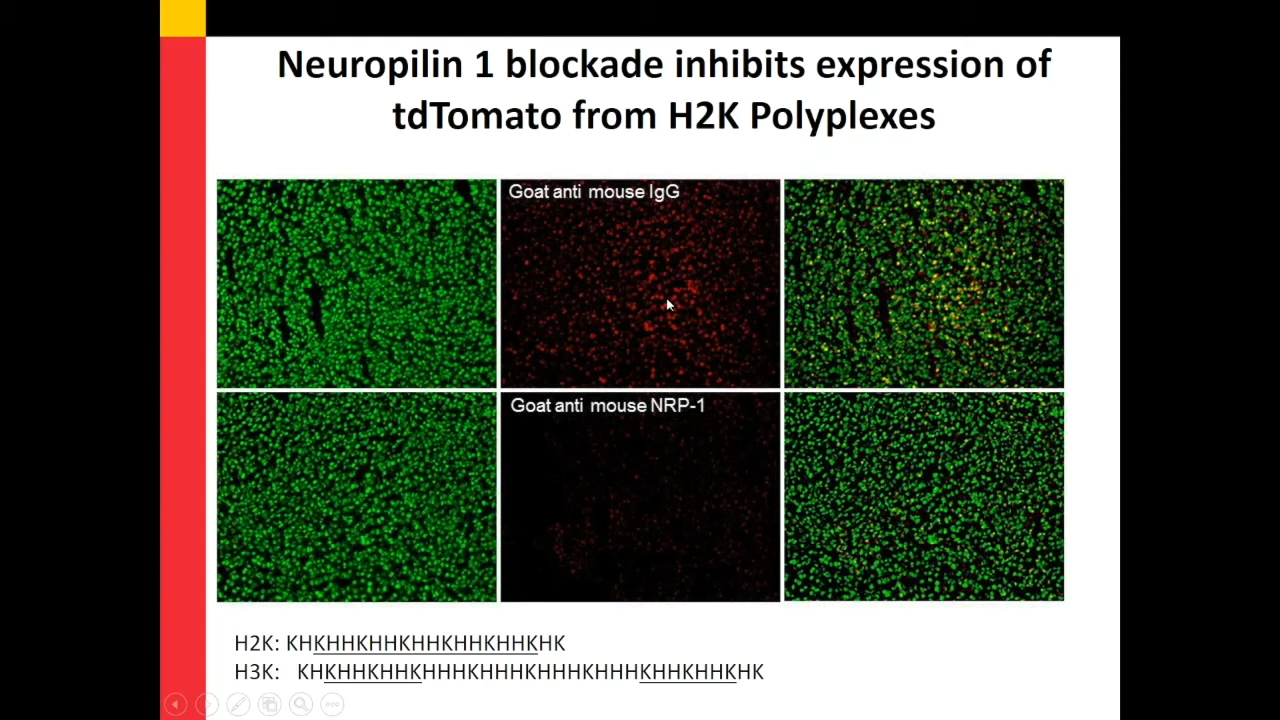 Neuropilin 1 blockade inhibits expression of
tdTomato from H2K Polyplexes
Goat anti mouse IgG
Goat anti mouse NRP-1
H2K: KHKHHKHHKHHKHHKHHKHK
H3K: KHKHHKHHKHHHKHHHKHHHKHHHKHHKHHKHK